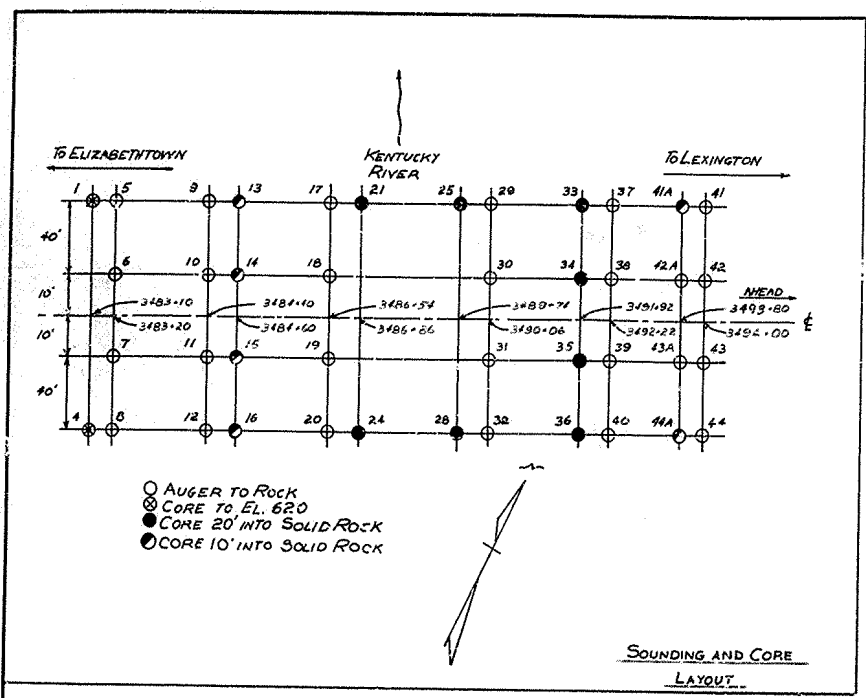 TO ELIZABETHTOWN
KENTUCKY
RIVER
TO LEXINGTON
1 5 9 13 17 21 25 29 33 37 41A 41
40'
6 10 14 18 30 34 38 42A 42
10'
AHEAD
3483+10 3484+40 3486+54 3489+74 3491+92 3493+80
℄
10'
3483+20 3484+60 3486+86 3490+06 3492+22 3494+00
7 11 15 19 31 35 39 43A 43
40'
4 8 12 16 20 24 28 32 36 40 44A 44
AUGER TO ROCK
CORE TO EL. 620
CORE 20' INTO SOLID ROCK
CORE 10' INTO SOLID ROCK
SOUNDING AND CORE
LAYOUT